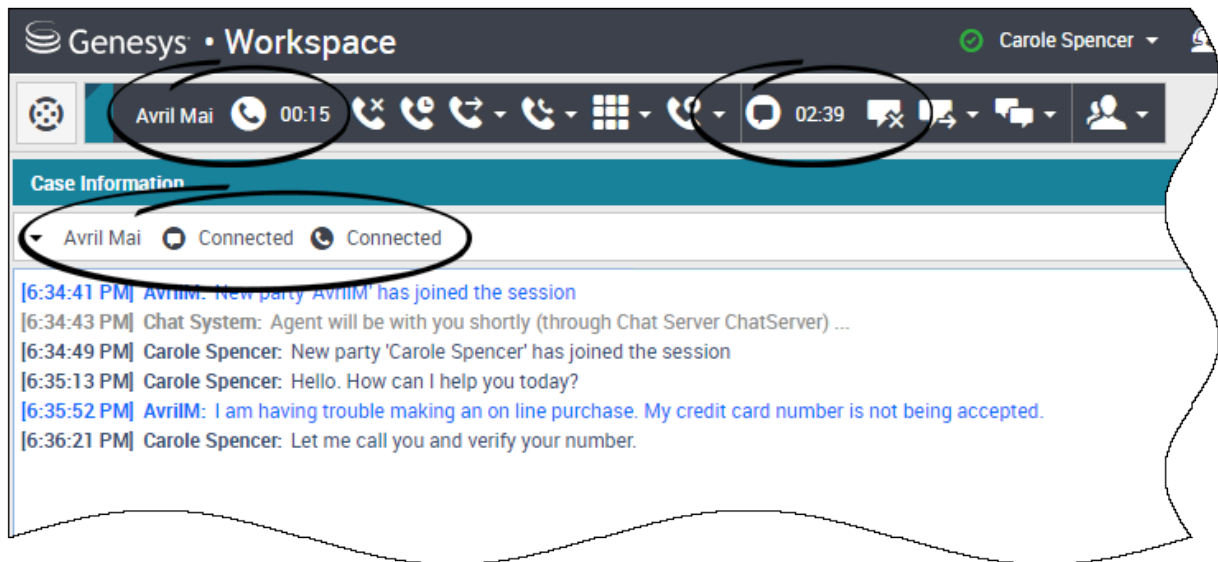 Genesys • Workspace
Carole Spencer
Avril Mai 00:15 02:39
Case Information
Avril Mai Connected Connected
[6:34:41 PM] AvrilM: New party 'AvrilM' has joined the session
[6:34:43 PM] Chat System: Agent will be with you shortly (through Chat Server ChatServer) ...
[6:34:49 PM] Carole Spencer: New party 'Carole Spencer' has joined the session
[6:35:13 PM] Carole Spencer: Hello. How can I help you today?
[6:35:52 PM] AvrilM: I am having trouble making an on line purchase. My credit card number is not being accepted.
[6:36:21 PM] Carole Spencer: Let me call you and verify your number.